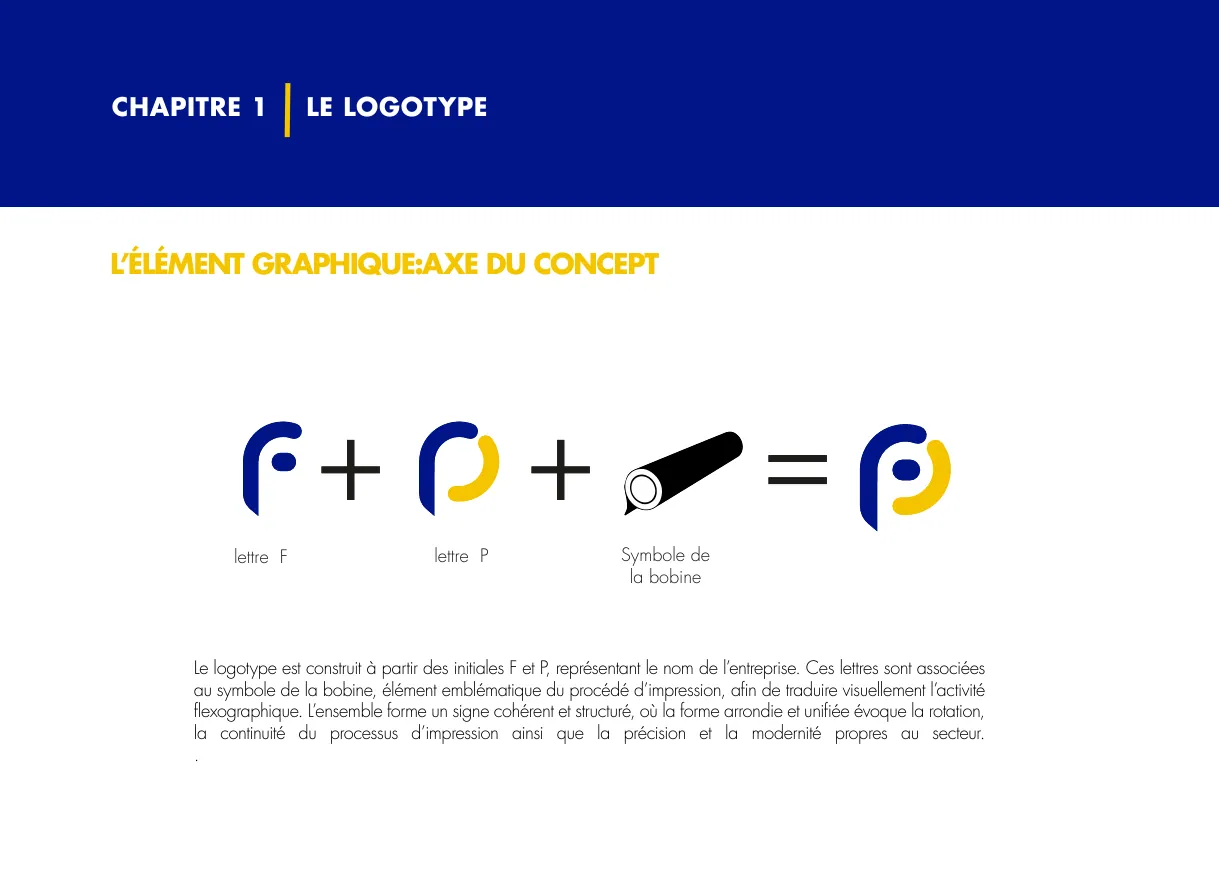 CHAPITRE 1 LE LOGOTYPE
L’ÉLÉMENT GRAPHIQUE:AXE DU CONCEPT
lettre F
lettre P
Symbole de
la bobine
Le logotype est construit à partir des initiales F et P, représentant le nom de l’entreprise. Ces lettres sont associées
au symbole de la bobine, élément emblématique du procédé d’impression, afin de traduire visuellement l’activité
flexographique. L’ensemble forme un signe cohérent et structuré, où la forme arrondie et unifiée évoque la rotation,
la continuité du processus d’impression ainsi que la précision et la modernité propres au secteur.
.